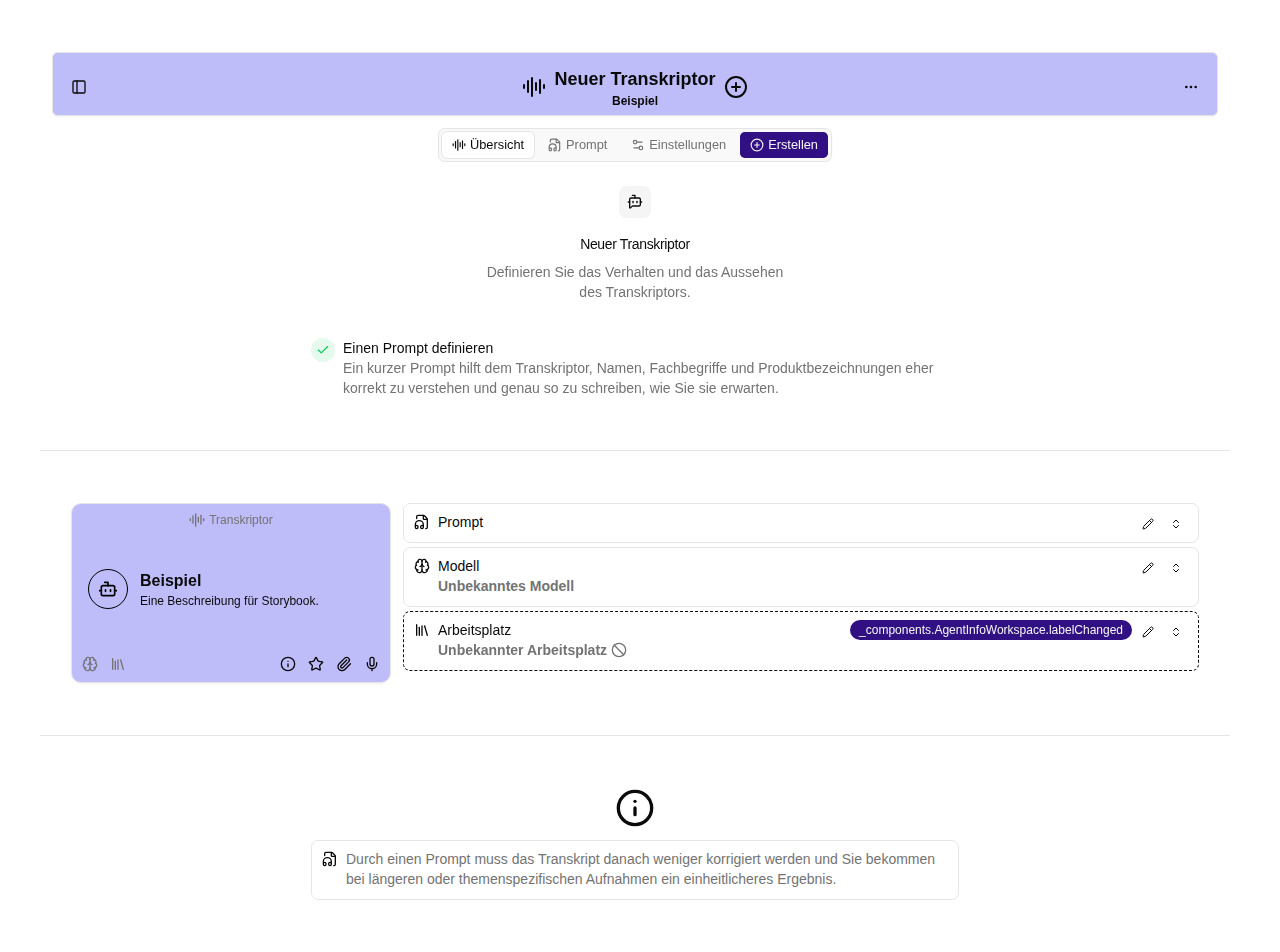 Neuer Transkriptor
Beispiel
Übersicht
Prompt
Einstellungen
Erstellen
Neuer Transkriptor
Definieren Sie das Verhalten und das Aussehen
des Transkriptors.
Einen Prompt definieren
Ein kurzer Prompt hilft dem Transkriptor, Namen, Fachbegriffe und Produktbezeichnungen eher
korrekt zu verstehen und genau so zu schreiben, wie Sie sie erwarten.
Transkriptor
Beispiel
Eine Beschreibung für Storybook.
Prompt
Modell
Unbekanntes Modell
Arbeitsplatz
_components.AgentInfoWorkspace.labelChanged
Unbekannter Arbeitsplatz
Durch einen Prompt muss das Transkript danach weniger korrigiert werden und Sie bekommen
bei längeren oder themenspezifischen Aufnahmen ein einheitlicheres Ergebnis.